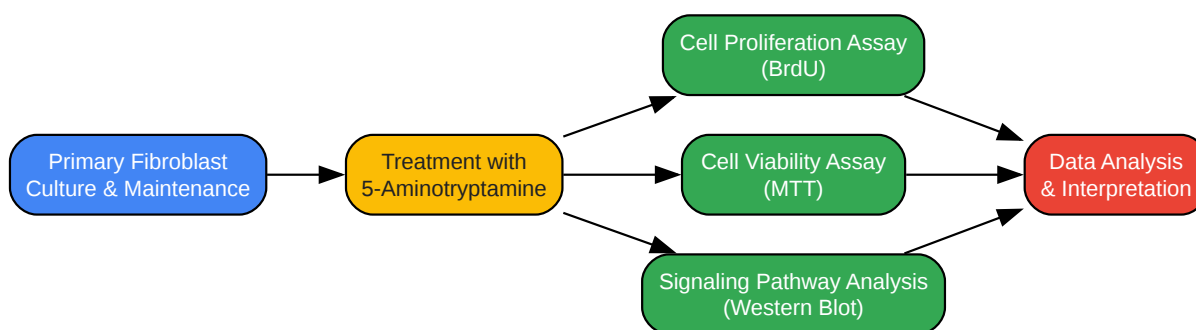 Primary Fibroblast
Culture & Maintenance
Treatment with
5-Aminotryptamine
Cell Proliferation Assay
(BrdU)
Cell Viability Assay
(MTT)
Signaling Pathway Analysis
(Western Blot)
Data Analysis
& Interpretation